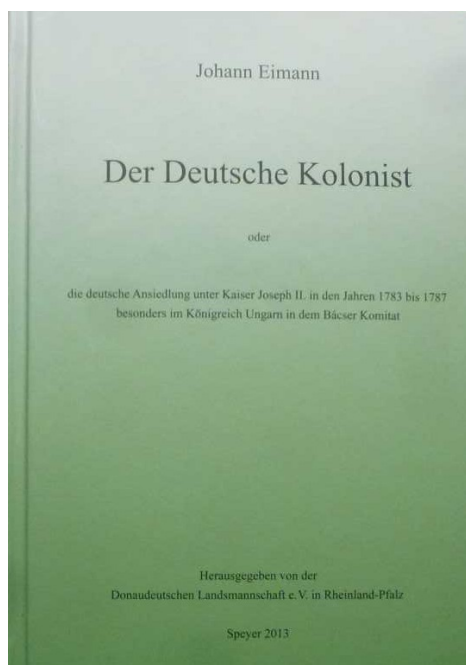 Johann Eimann
Der Deutsche Kolonist
oder
die deutsche Ansiedlung unter Kaiser Joseph II. in den Jahren 1783 bis 1787
besonders im Königreich Ungarn in dem Bácser Komitat
Herausgegeben von der
Donaudeutschen Landsmannschaft e.V. in Rheinland-Pfalz
Speyer 2013